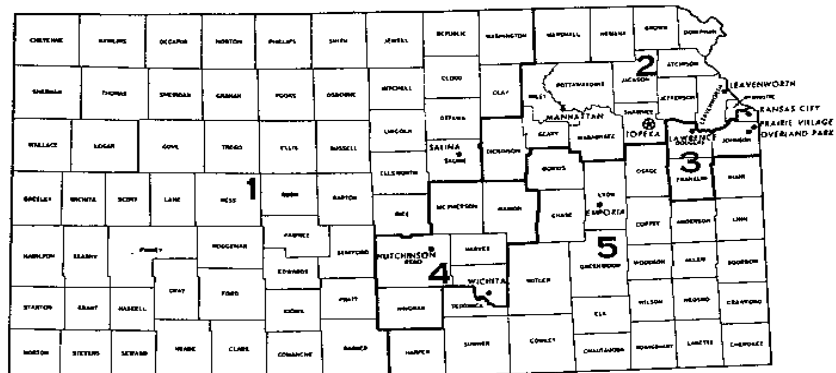 CHEYENNE RAWLINS DECATUR NORTON PHILLIPS SMITH JEWELL REPUBLIC WASHINGTON MARSHALL NEMAHA BROWN DONIPHAN
2
ATCHISON
CLOUD
SHERMAN THOMAS SHERIDAN GRAHAM ROOKS OSBORNE MITCHELL CLAY RILEY POTTAWATOMIE JACKSON JEFFERSON LEAVENWORTH LEAVENWORTH
KANSAS CITY
OTTAWA MANHATTAN SHAWNEE
LINCOLN
PRAIRIE VILLAGE
WALLACE LOGAN GOVE TREGO ELLIS RUSSELL SALINA SALINE DICKINSON GEARY WABAUNSEE TOPEKA LAWRENCE DOUGLAS JOHNSON OVERLAND PARK
3
ELLSWORTH MORRIS OSAGE FRANKLIN MIAMI
GREELEY WICHITA SCOTT LANE NESS 1 RUSH BARTON RICE MCPHERSON MARION CHASE LYON EMPORIA
COFFEY ANDERSON LINN
PAWNEE
HAMILTON KEARNY FINNEY HODGEMAN STAFFORD HUTCHINSON RENO HARVEY
4 5
EDWARDS WICHITA BUTLER GREENWOOD WOODSON ALLEN BOURBON
GRAY FORD
STANTON GRANT HASKELL KIOWA PRATT KINGMAN SEDGWICK ELK WILSON NEOSHO CRAWFORD
MORTON STEVENS SEWARD MEADE CLARK COMANCHE BARBER HARPER SUMNER COWLEY CHAUTAUQUA MONTGOMERY LABETTE CHEROKEE